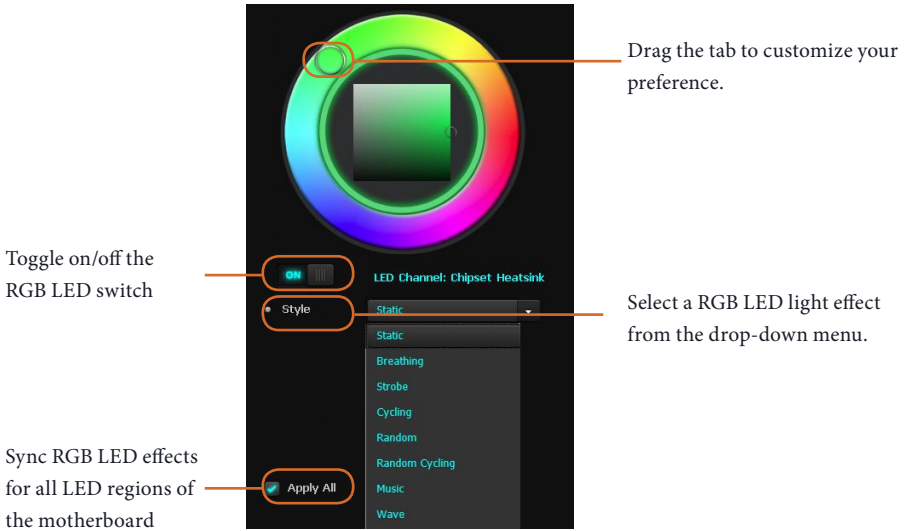 Drag the tab to customize your
preference.
Toggle on/off the
RGB LED switch
ON
LED Channel: Chipset Heatsink
Style
Static
Select a RGB LED light effect
from the drop-down menu.
Static
Breathing
Strobe
Cycling
Random
Random Cycling
Music
Wave
Sync RGB LED effects
for all LED regions of
the motherboard
Apply All